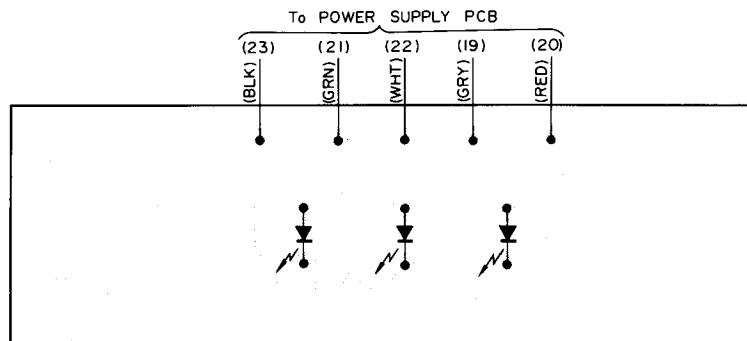 To POWER SUPPLY PCB
(23) (21) (22) (19) (20)
(BLK) (GRN) (WHT) (GRY) (RED)